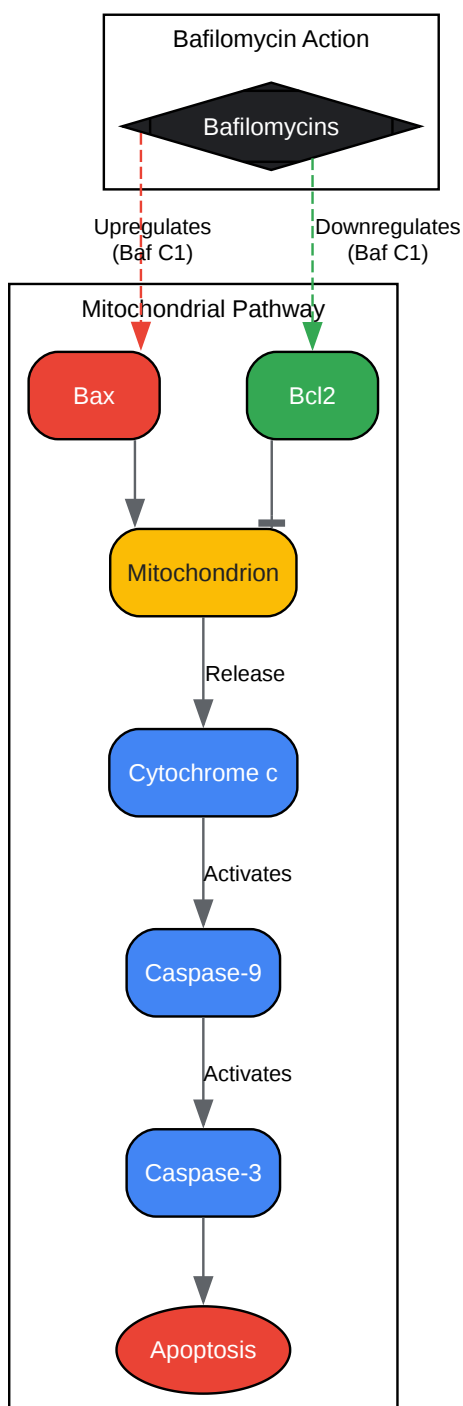 Bafilomycin Action
Bafilomycins
Upregulates
(Baf C1)
Downregulates
(Baf C1)
Mitochondrial Pathway
Bax
Bcl2
Mitochondrion
Release
Cytochrome c
Activates
Caspase-9
Activates
Caspase-3
Apoptosis